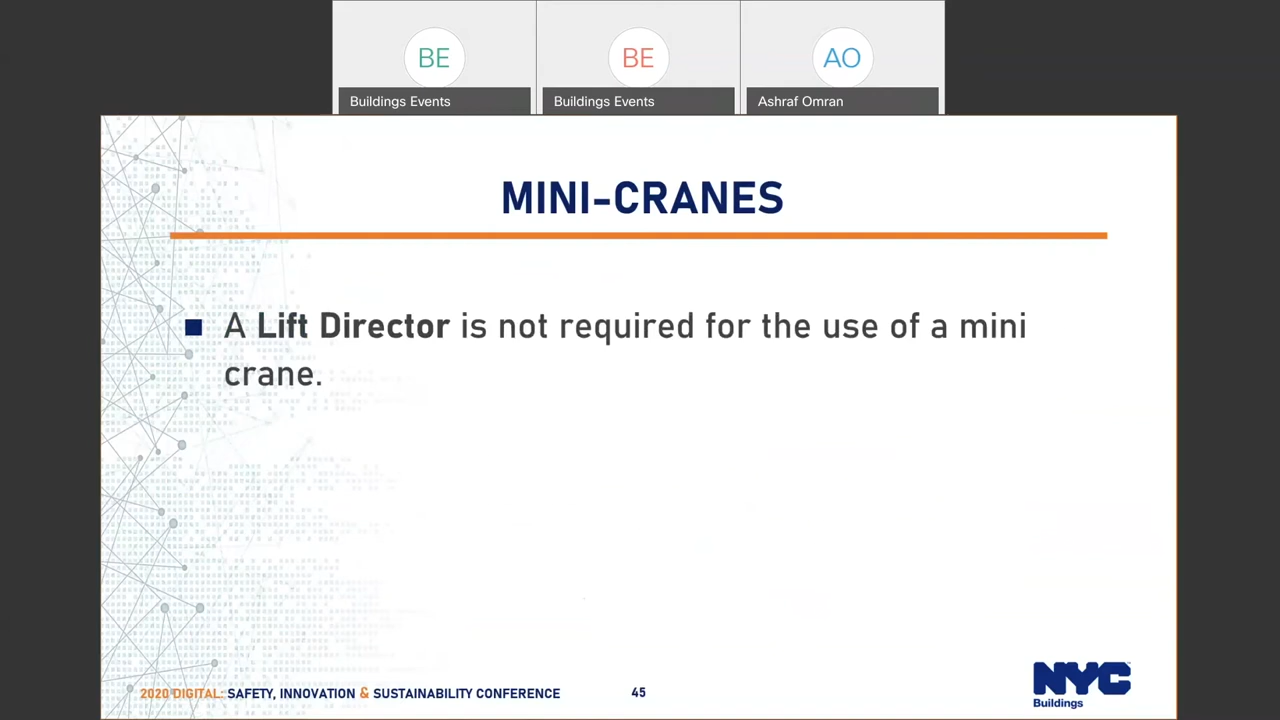 BE
BE
AO
Buildings Events
Buildings Events
Ashraf Omran
MINI-CRANES
A Lift Director is not required for the use of a mini
crane.
2020 DIGITAL: SAFETY, INNOVATION & SUSTAINABILITY CONFERENCE
45
NYC
Buildings